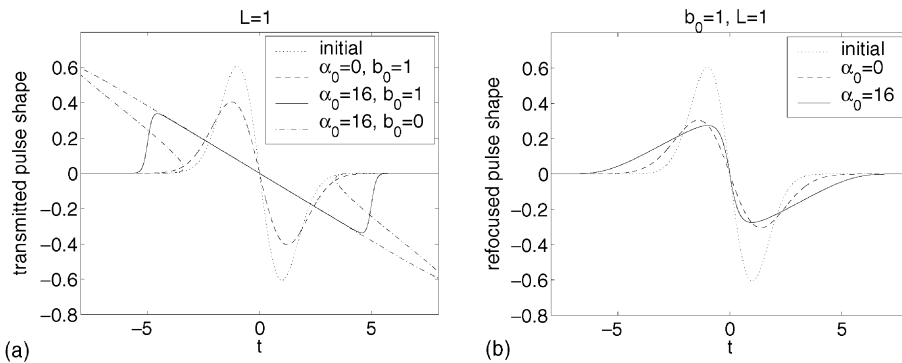 L=1
transmitted pulse shape
0.6
0.4
0.2
0
−0.2
−0.4
−0.6
−0.8
initial
α₀=0, b₀=1
α₀=16, b₀=1
α₀=16, b₀=0
−5
0
5
t
(a)
b₀=1, L=1
refocused pulse shape
0.6
0.4
0.2
0
−0.2
−0.4
−0.6
−0.8
initial
α₀=0
α₀=16
−5
0
5
t
(b)